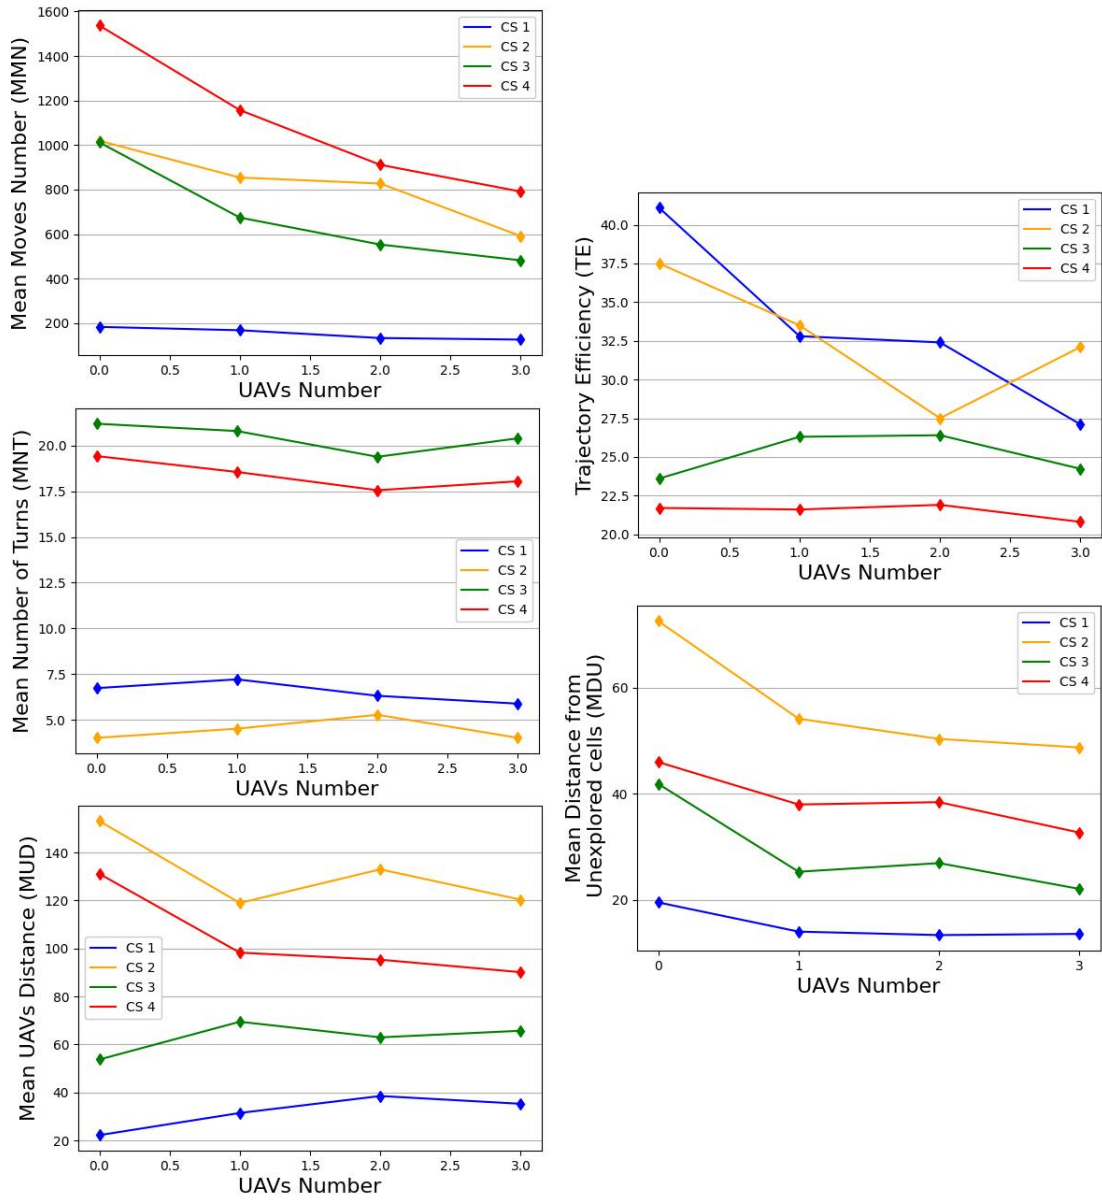 1600
1400
1200
1000
800
600
400
200
Mean Moves Number (MMN)
CS 1
CS 2
CS 3
CS 4
0.0 0.5 1.0 1.5 2.0 2.5 3.0
UAVs Number
20.0
17.5
15.0
12.5
10.0
7.5
5.0
Mean Number of Turns (MNT)
CS 1
CS 2
CS 3
CS 4
0.0 0.5 1.0 1.5 2.0 2.5 3.0
UAVs Number
140
120
100
80
60
40
20
Mean UAVs Distance (MUD)
CS 1
CS 2
CS 3
CS 4
0.0 0.5 1.0 1.5 2.0 2.5 3.0
UAVs Number
40.0
37.5
35.0
32.5
30.0
27.5
25.0
22.5
20.0
Trajectory Efficiency (TE)
CS 1
CS 2
CS 3
CS 4
0.0 0.5 1.0 1.5 2.0 2.5 3.0
UAVs Number
60
40
20
Mean Distance from
Unexplored cells (MDU)
CS 1
CS 2
CS 3
CS 4
0 1 2 3
UAVs Number